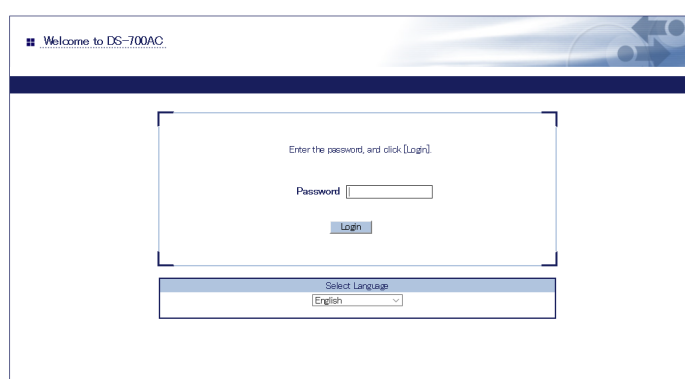 Welcome to DS-700AC
Enter the password, and click [Login].
Password
Login
Select Language
English